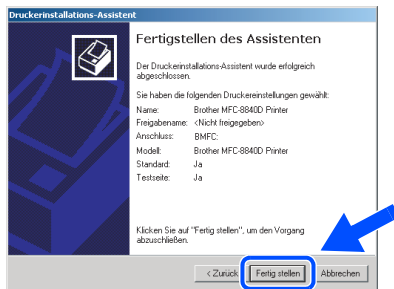 Druckerinstallations-Assistent
Fertigstellen des Assistenten
Der Druckerinstallations-Assistent wurde erfolgreich
abgeschlossen.
Sie haben die folgenden Druckereinstellungen gewählt:
Name: Brother MFC-8840D Printer
Freigabename: <Nicht freigegeben>
Anschluss: BMFC:
Modell: Brother MFC-8840D Printer
Standard: Ja
Testseite: Ja
Klicken Sie auf "Fertig stellen", um den Vorgang
abzuschließen.
< Zurück Fertig stellen Abbrechen